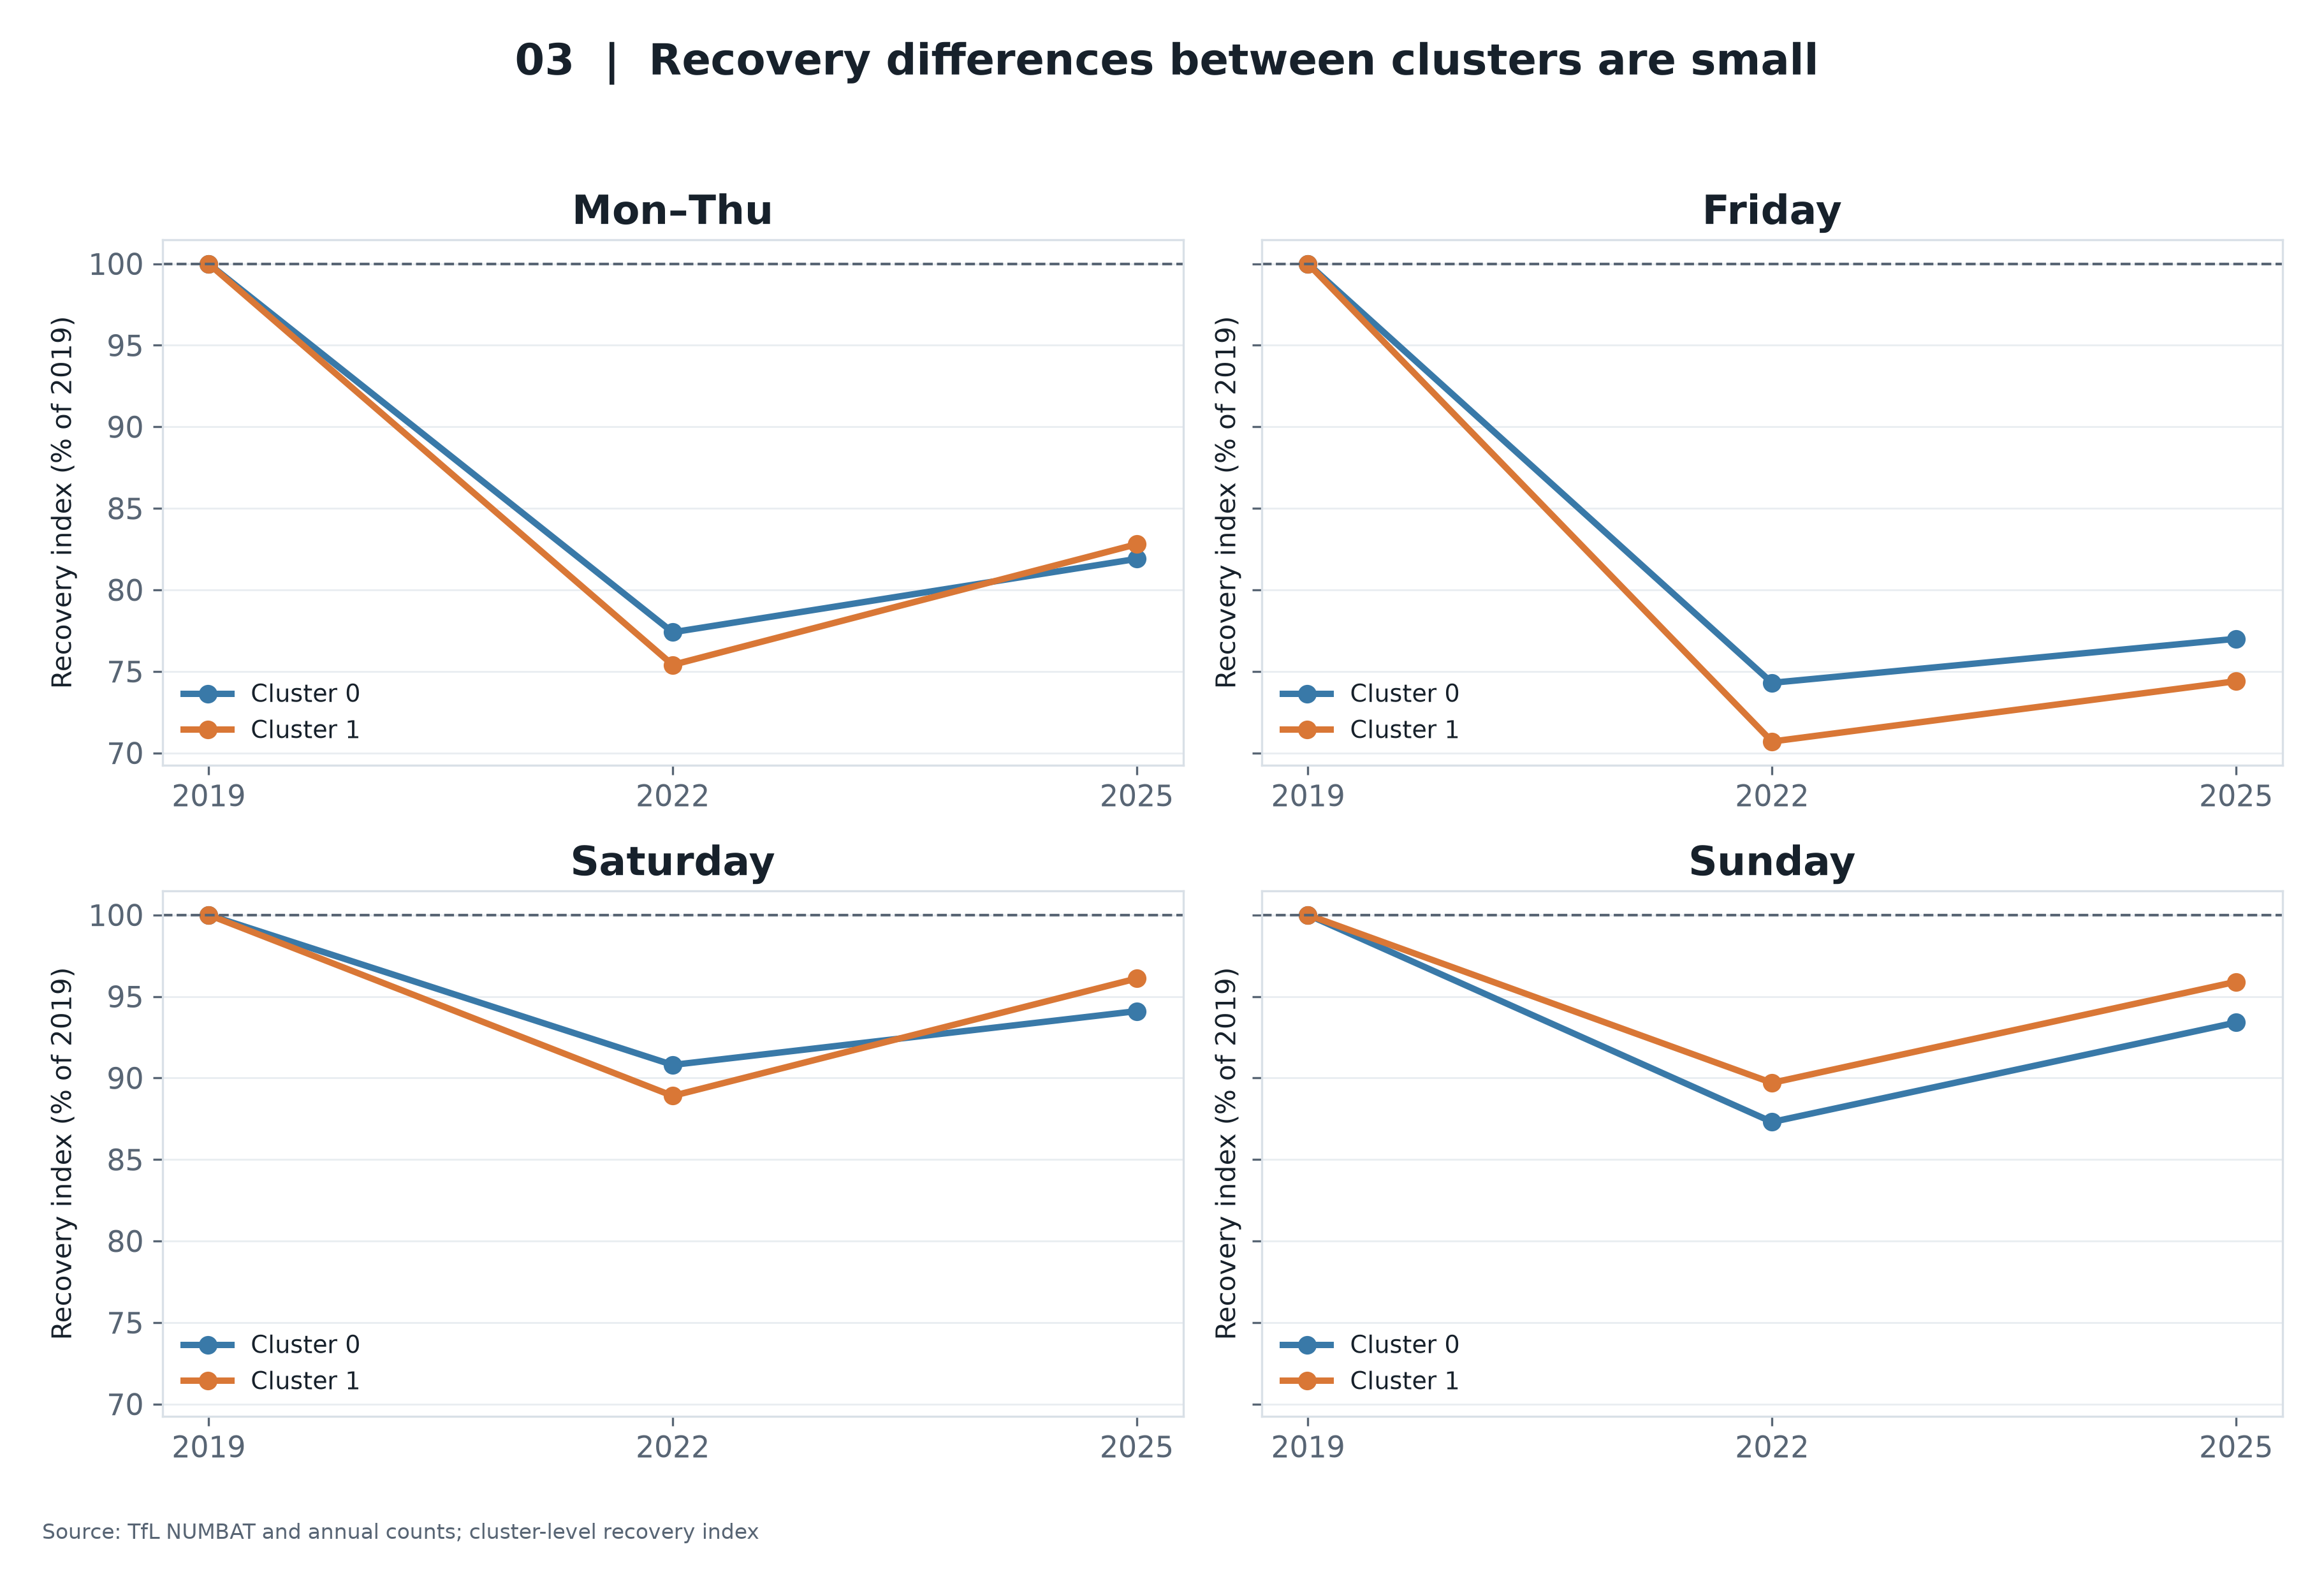 03 | Recovery differences between clusters are small
Mon–Thu
Recovery index (% of 2019)
100
95
90
85
80
75
70
Cluster 0
Cluster 1
2019 2022 2025
Friday
Recovery index (% of 2019)
Cluster 0
Cluster 1
2019 2022 2025
Saturday
Recovery index (% of 2019)
100
95
90
85
80
75
70
Cluster 0
Cluster 1
2019 2022 2025
Sunday
Recovery index (% of 2019)
Cluster 0
Cluster 1
2019 2022 2025
Source: TfL NUMBAT and annual counts; cluster-level recovery index